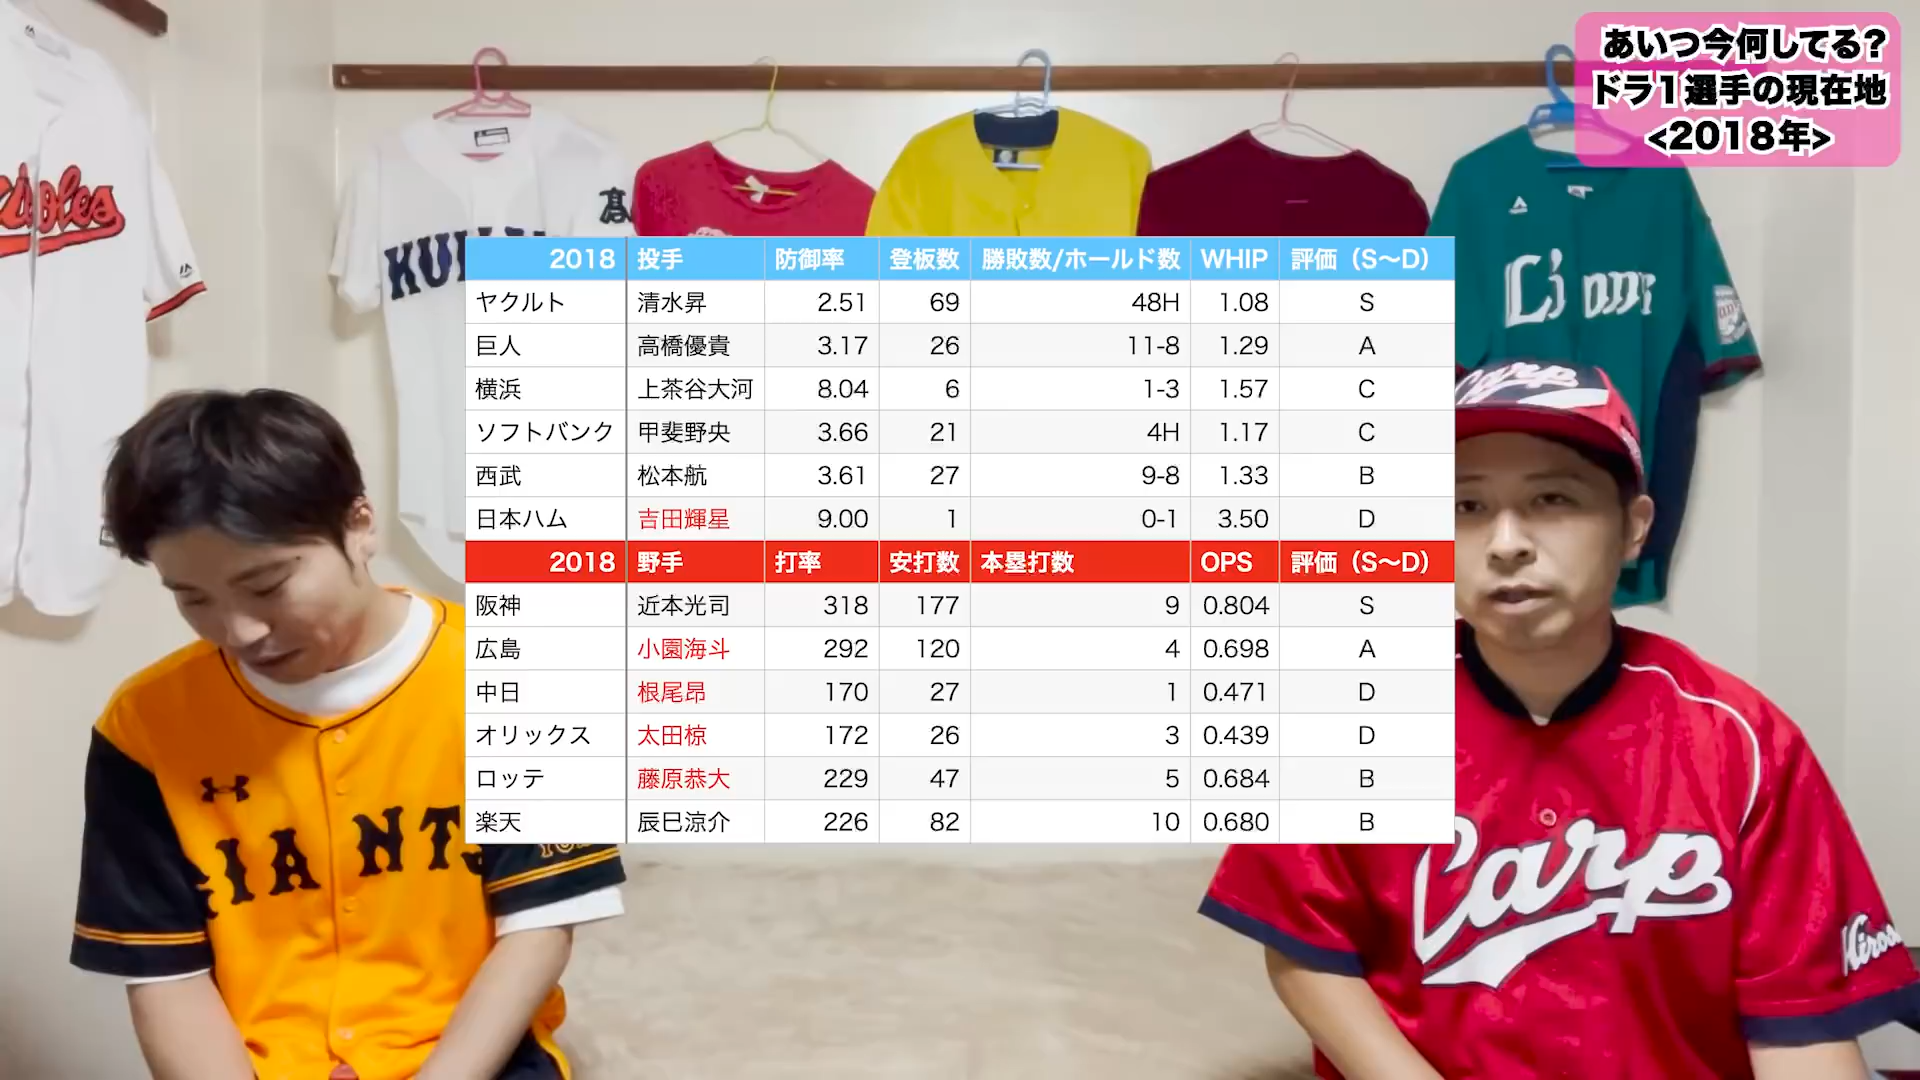 あいつ今何してる?
ドラ1選手の現在地
<2018年>
2018 投手 防御率 登板数 勝敗数/ホールド数 WHIP 評価（S〜D）
ヤクルト 清水昇 2.51 69 48H 1.08 S
巨人 高橋優貴 3.17 26 11-8 1.29 A
横浜 上茶谷大河 8.04 6 1-3 1.57 C
ソフトバンク 甲斐野央 3.66 21 4H 1.17 C
西武 松本航 3.61 27 9-8 1.33 B
日本ハム 吉田輝星 9.00 1 0-1 3.50 D
2018 野手 打率 安打数 本塁打数 OPS 評価（S〜D）
阪神 近本光司 318 177 9 0.804 S
広島 小園海斗 292 120 4 0.698 A
中日 根尾昂 170 27 1 0.471 D
オリックス 太田椋 172 26 3 0.439 D
ロッテ 藤原恭大 229 47 5 0.684 B
楽天 辰巳涼介 226 82 10 0.680 B
髙
Lions
Carp
GIANTS
Carp